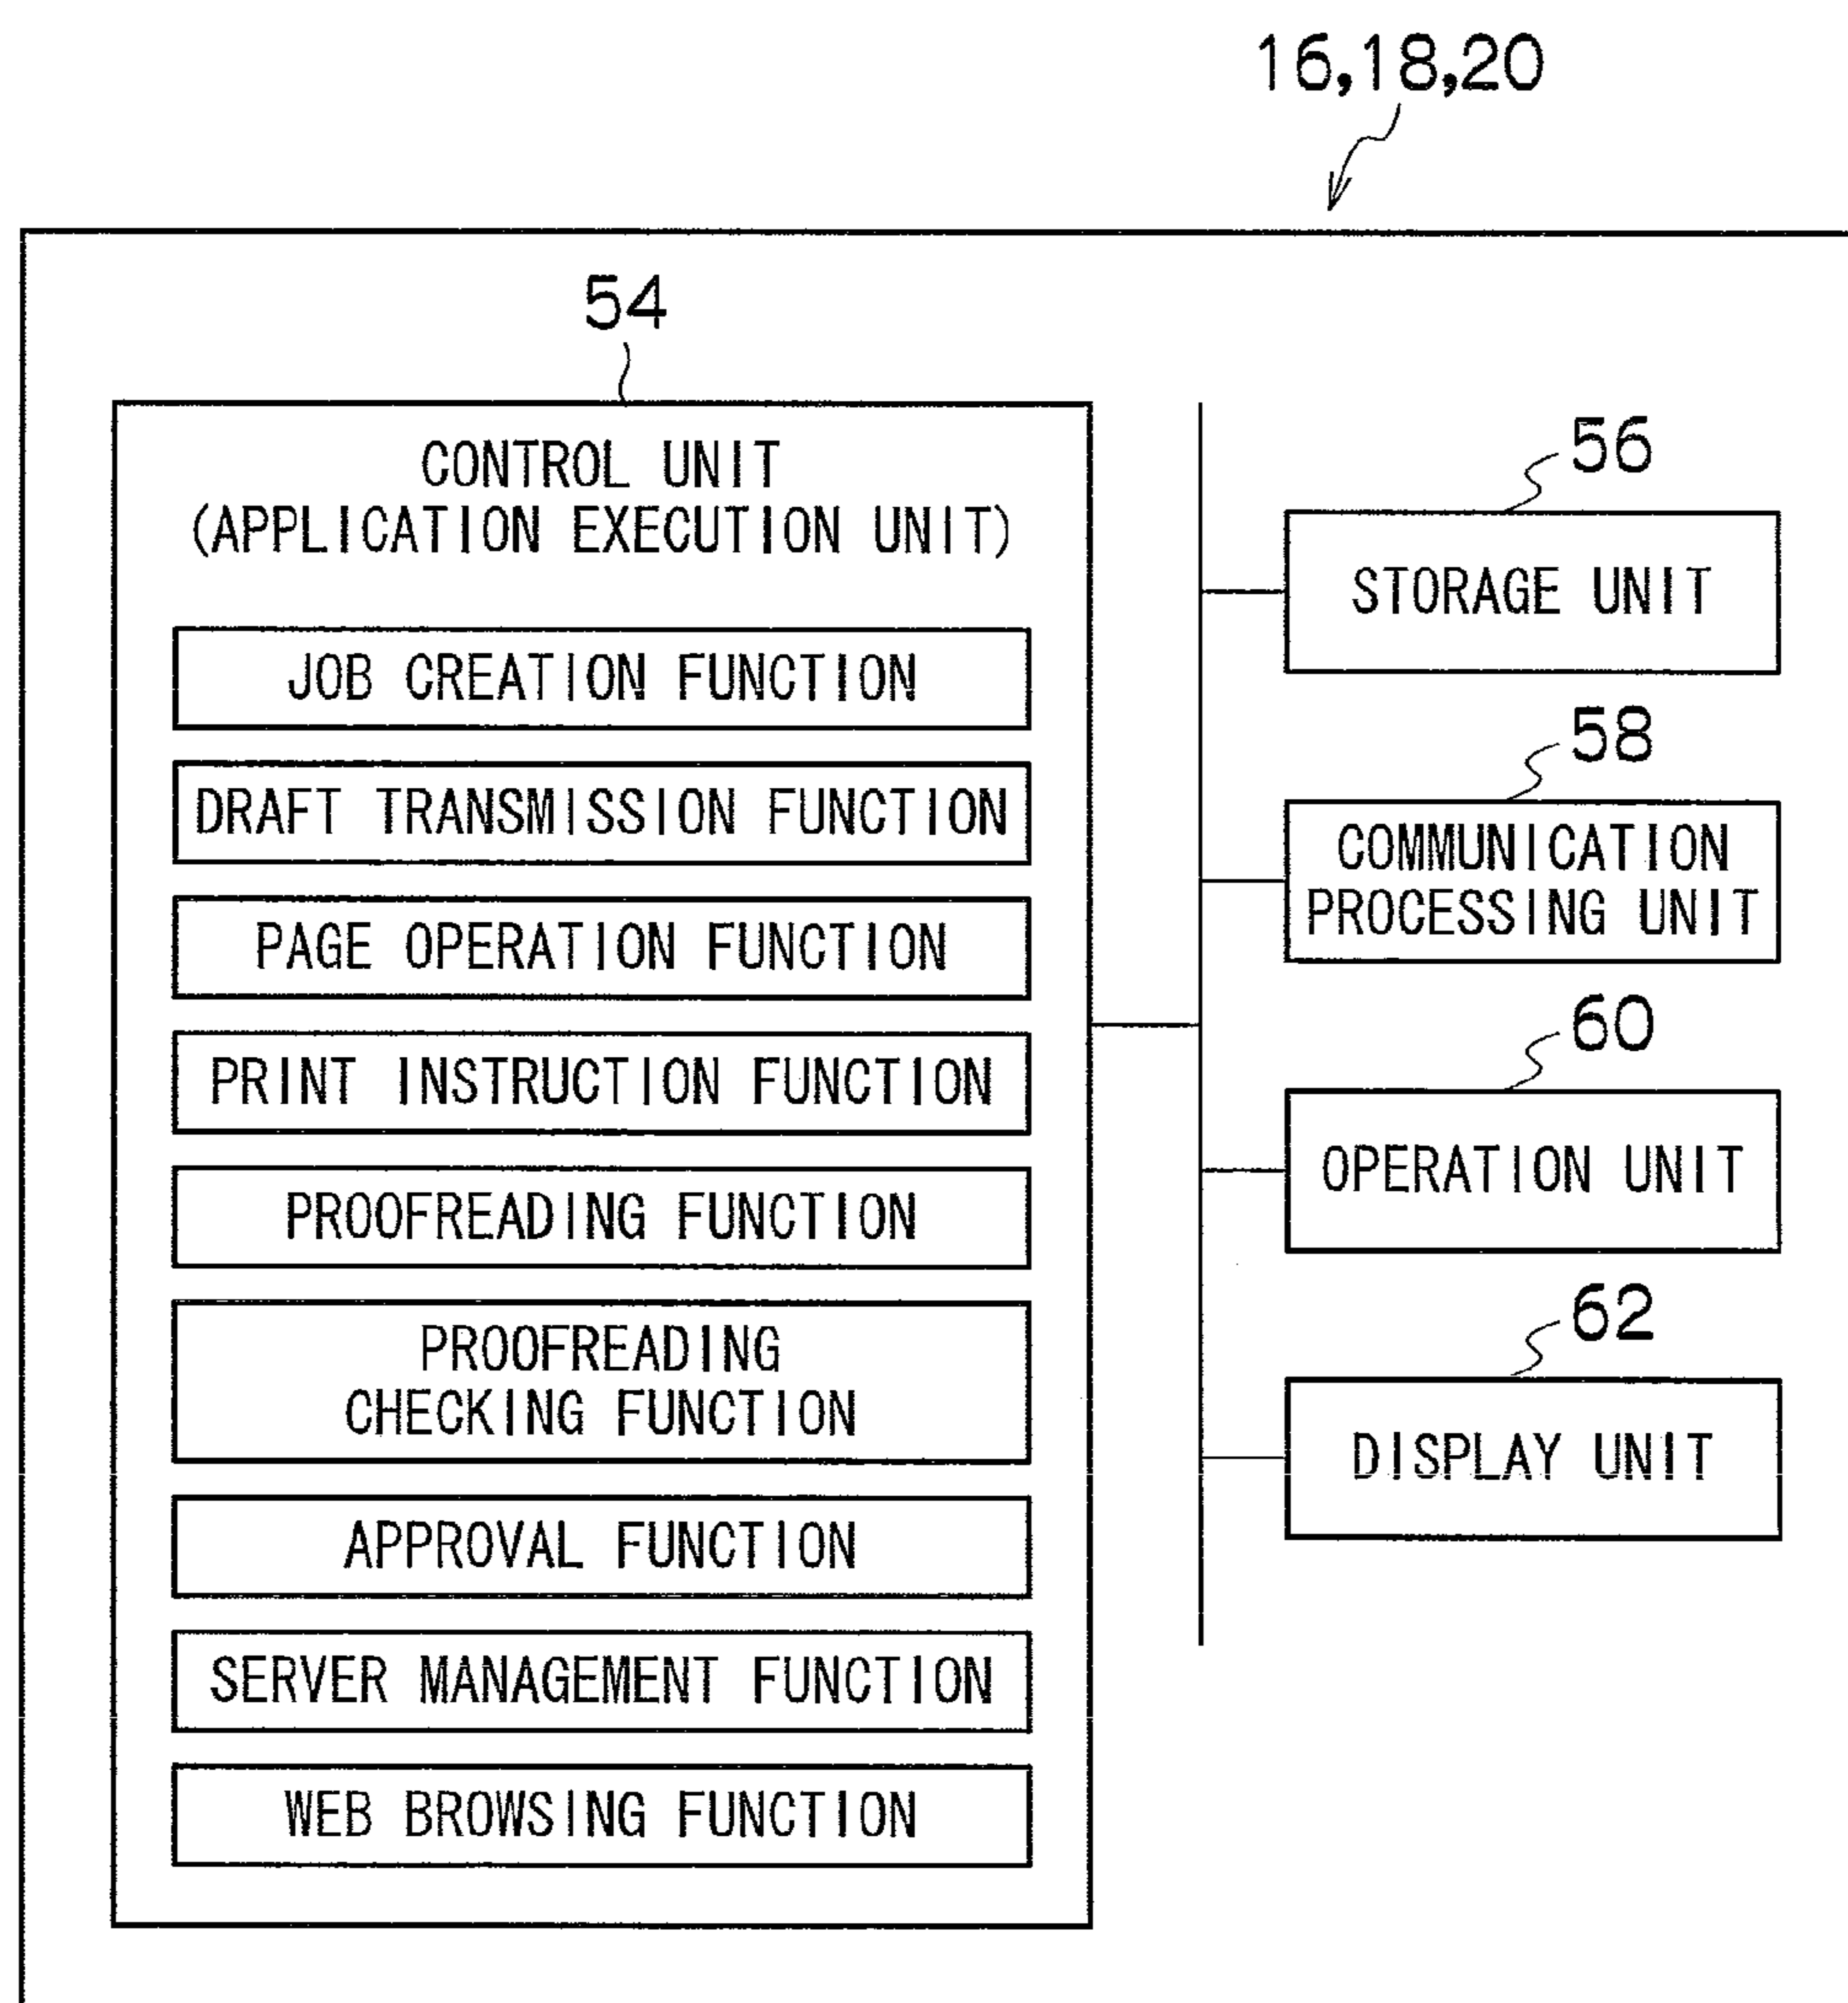 16,18,20
54
CONTROL UNIT
(APPLICATION EXECUTION UNIT)
JOB CREATION FUNCTION
DRAFT TRANSMISSION FUNCTION
PAGE OPERATION FUNCTION
PRINT INSTRUCTION FUNCTION
PROOFREADING FUNCTION
PROOFREADING
CHECKING FUNCTION
APPROVAL FUNCTION
SERVER MANAGEMENT FUNCTION
WEB BROWSING FUNCTION
56
STORAGE UNIT
58
COMMUNICATION
PROCESSING UNIT
60
OPERATION UNIT
62
DISPLAY UNIT